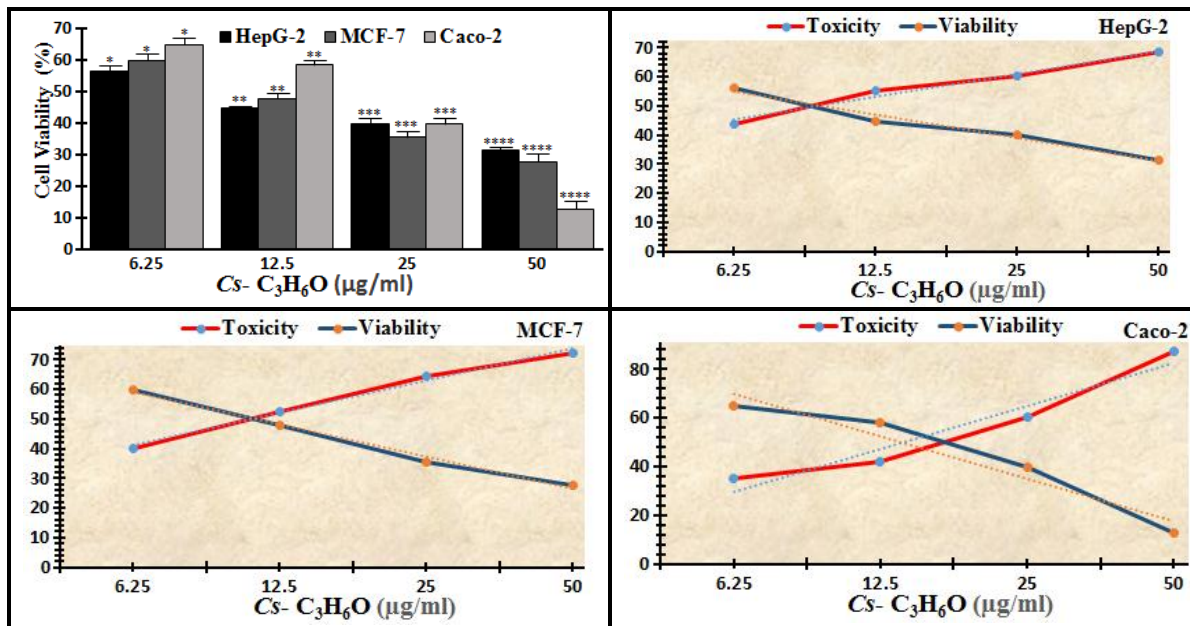 70
60
50
40
30
20
10
0
Cell Viability (%)
HepG-2 MCF-7 Caco-2
* * *
** ** **
*** *** ***
**** **** ****
6.25 12.5 25 50
Cs- C₃H₆O (µg/ml)
Toxicity Viability HepG-2
70
60
50
40
30
20
10
0
6.25 12.5 25 50
Cs- C₃H₆O (µg/ml)
Toxicity Viability MCF-7
70
60
50
40
30
20
10
0
6.25 12.5 25 50
Cs- C₃H₆O (µg/ml)
Toxicity Viability Caco-2
80
60
40
20
0
6.25 12.5 25 50
Cs- C₃H₆O (µg/ml)